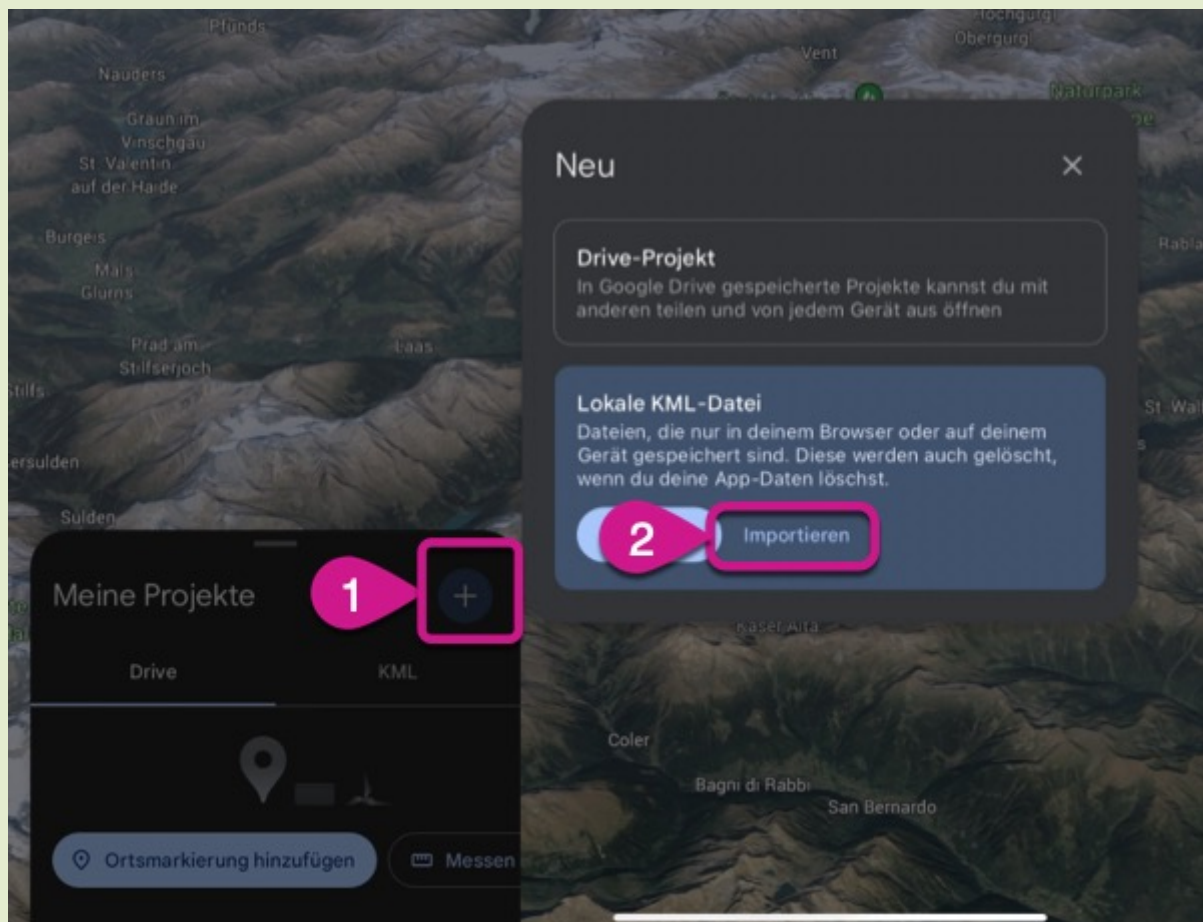 Pfunds
Hochgurgl
Obergurgl
Vent
Nauders
Naturpark
Graun im
Vinschgau
St. Valentin
auf der Haide
Neu
Burgeis
Mals
Glurns
Drive-Projekt
In Google Drive gespeicherte Projekte kannst du mit
anderen teilen und von jedem Gerät aus öffnen
Prad am
Stilfserjoch
Laas
Lokale KML-Datei
Dateien, die nur in deinem Browser oder auf deinem
Gerät gespeichert sind. Diese werden auch gelöscht,
wenn du deine App-Daten löschst.
Sulden
2
Importieren
Meine Projekte
1
+
Kaser Alta
Drive
KML
Coler
Bagni di Rabbi
San Bernardo
Ortsmarkierung hinzufügen
Messen